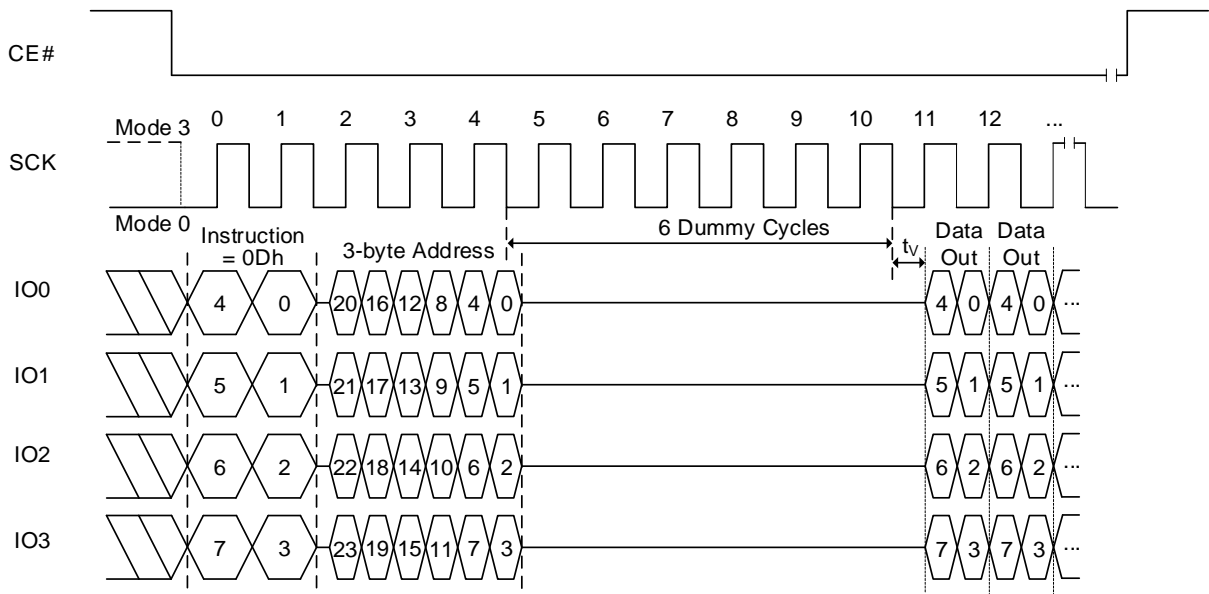 CE#
0 1 2 3 4 5 6 7 8 9 10 11 12 ...
Mode 3
SCK
Mode 0
Instruction
= 0Dh
3-byte Address
6 Dummy Cycles
tV
Data
Out
Data
Out
IO0 4 0 20 16 12 8 4 0 4 0 4 0 ...
IO1 5 1 21 17 13 9 5 1 5 1 5 1 ...
IO2 6 2 22 18 14 10 6 2 6 2 6 2 ...
IO3 7 3 23 19 15 11 7 3 7 3 7 3 ...